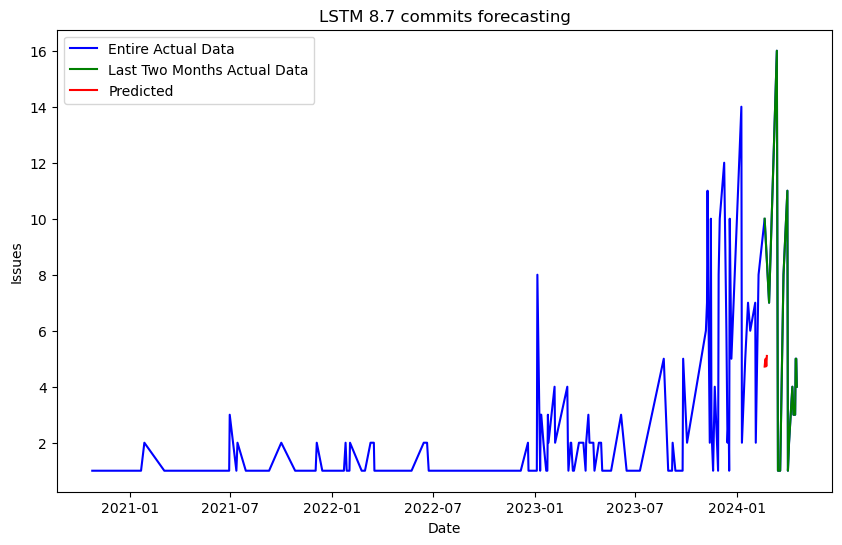 LSTM 8.7 commits forecasting
Entire Actual Data
Last Two Months Actual Data
Predicted
16
14
12
10
8
6
4
2
Issues
2021-01 2021-07 2022-01 2022-07 2023-01 2023-07 2024-01
Date